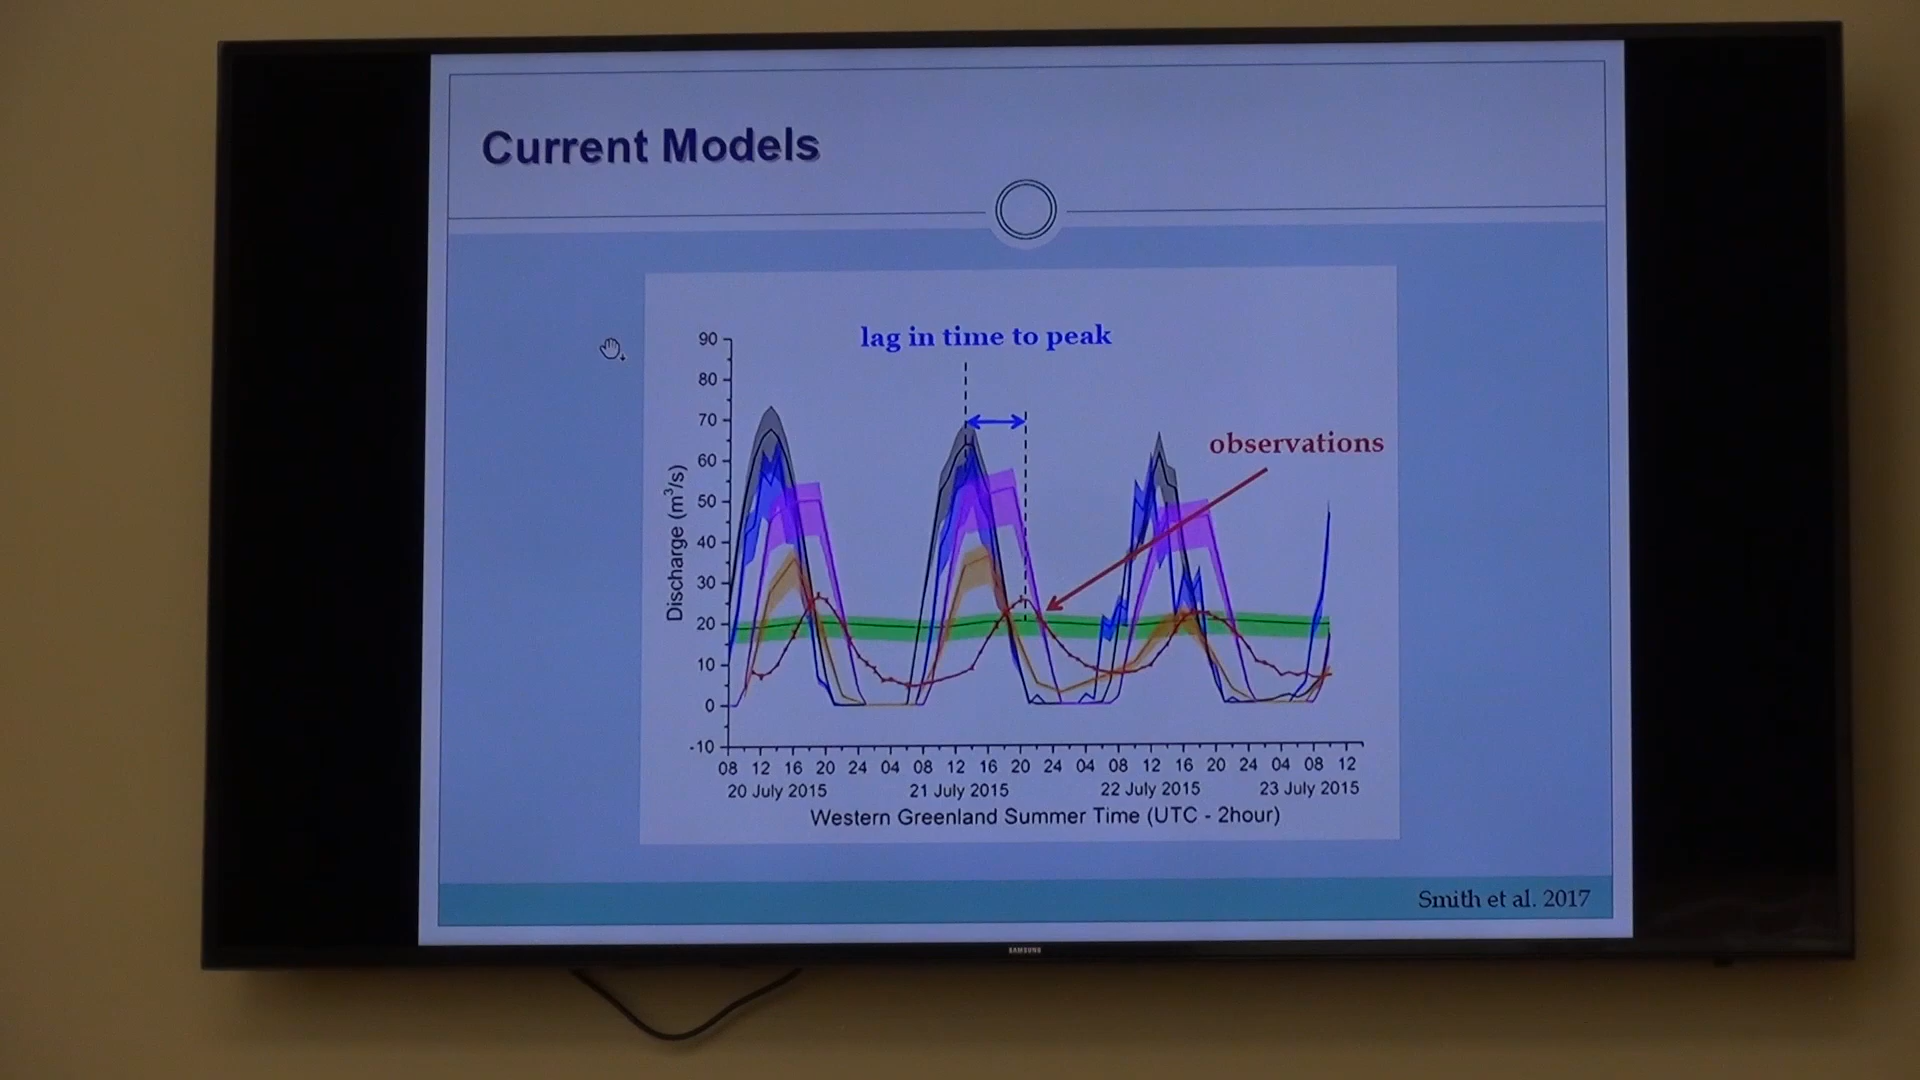 Current Models
lag in time to peak
observations
90
80
70
60
50
40
30
20
10
0
-10
Discharge (m³/s)
08 12 16 20 24 04 08 12 16 20 24 04 08 12 16 20 24 04 08 12
20 July 2015 21 July 2015 22 July 2015 23 July 2015
Western Greenland Summer Time (UTC - 2hour)
Smith et al. 2017
SAMSUNG